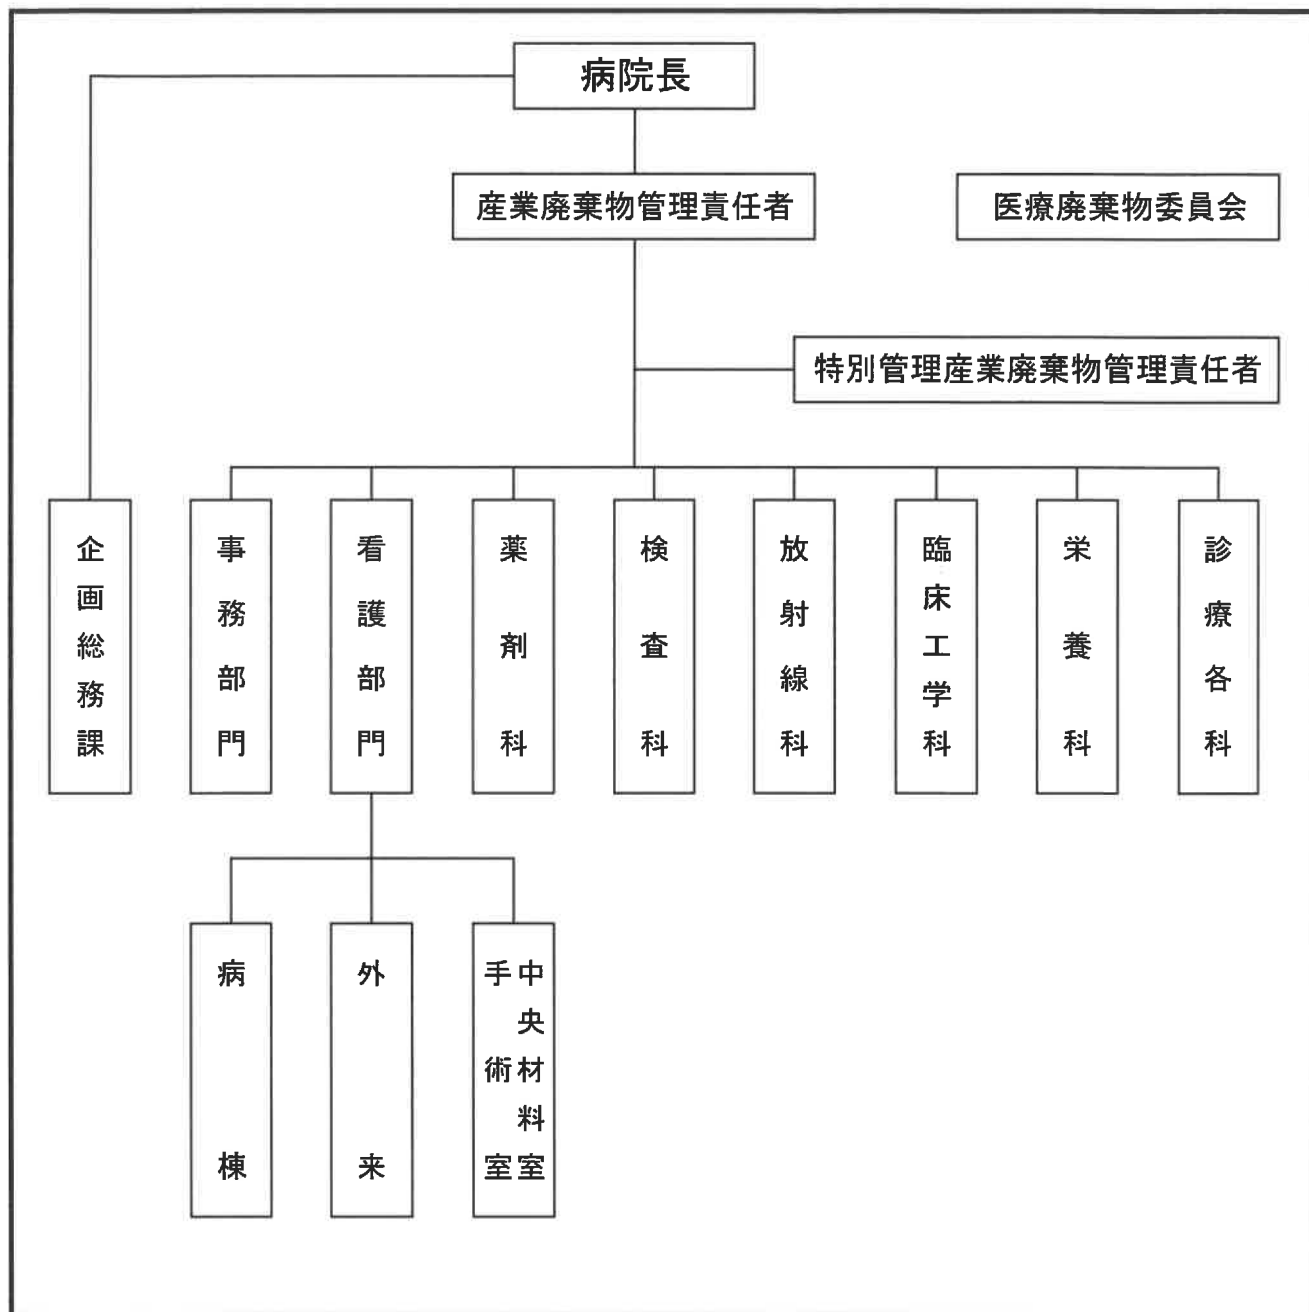 病院長
産業廃棄物管理責任者
医療廃棄物委員会
特別管理産業廃棄物管理責任者
企画総務課
事務部門
看護部門
薬剤科
検査科
放射線科
臨床工学科
栄養科
診療各科
病棟
外来
中央材料室
手術室